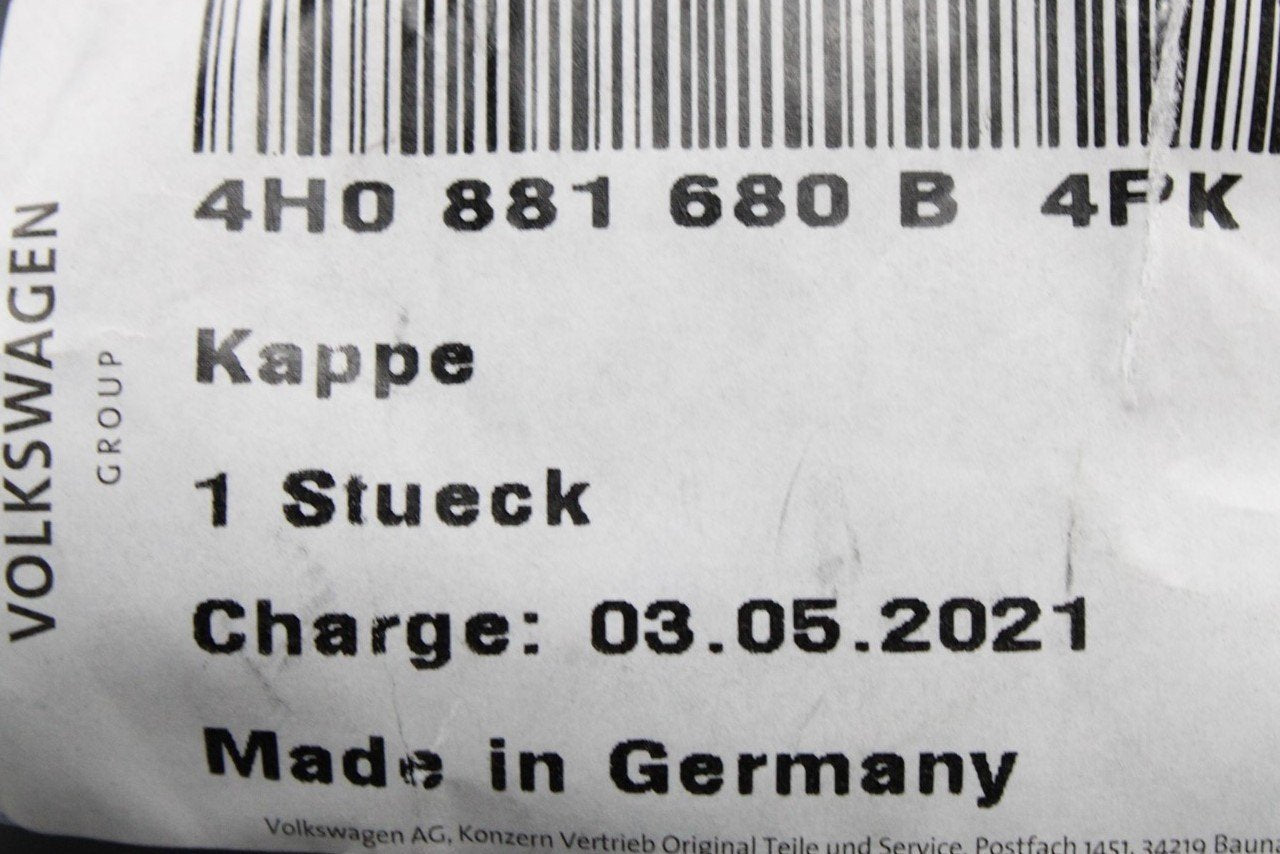 4H0 881 680 B 4PK
Kappe
1 Stueck
Charge: 03.05.2021
Made in Germany
VOLKSWAGEN
GROUP
Volkswagen AG, Konzern Vertrieb Original Teile und Service, Postfach 1451, 34219